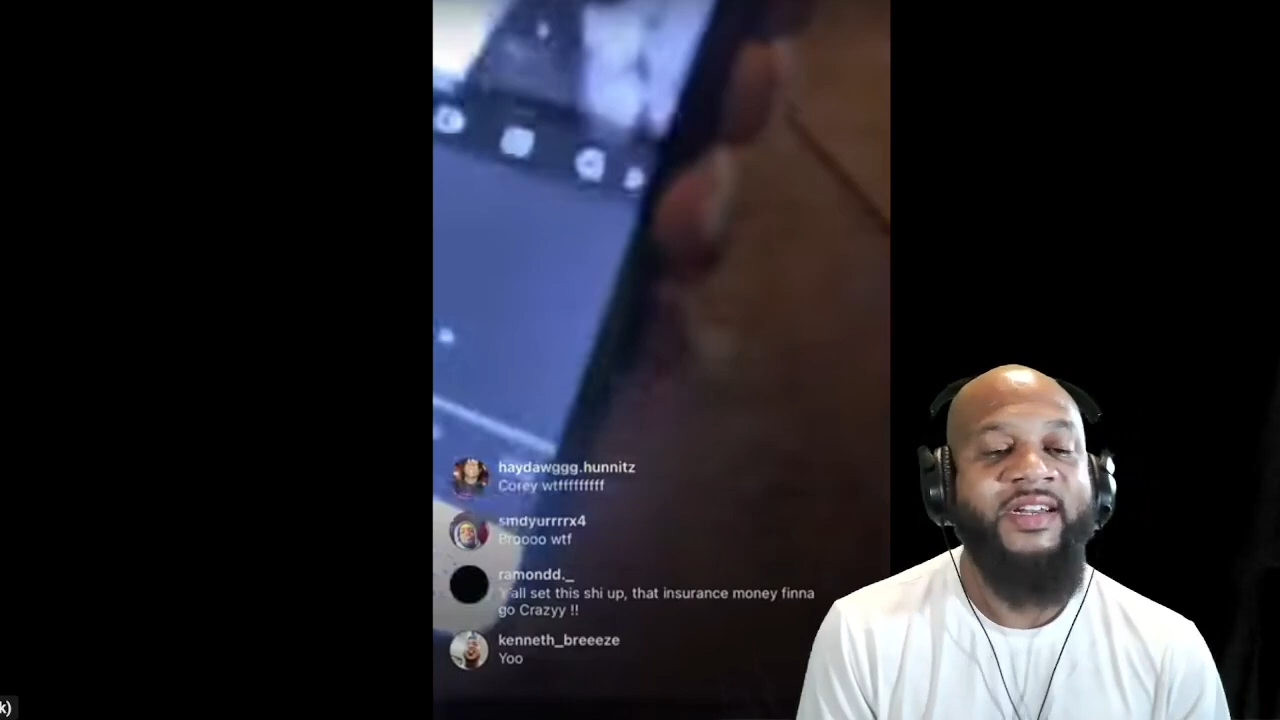 haydawggg.hunnitz
Corey wtfffffffff
smdyurrrrx4
Broooo wtf
ramondd._
Y'all set this shi up, that insurance money finna
go Crazyy !!
kenneth_breeeze
Yoo
k)